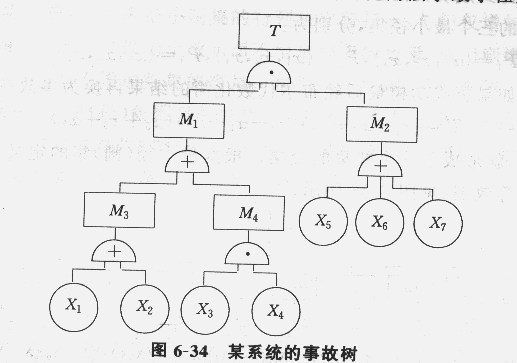 T
·
M₁
M₂
+
+
M₃
M₄
X₅
X₆
X₇
+
·
X₁
X₂
X₃
X₄
图 6-34 某系统的事故树